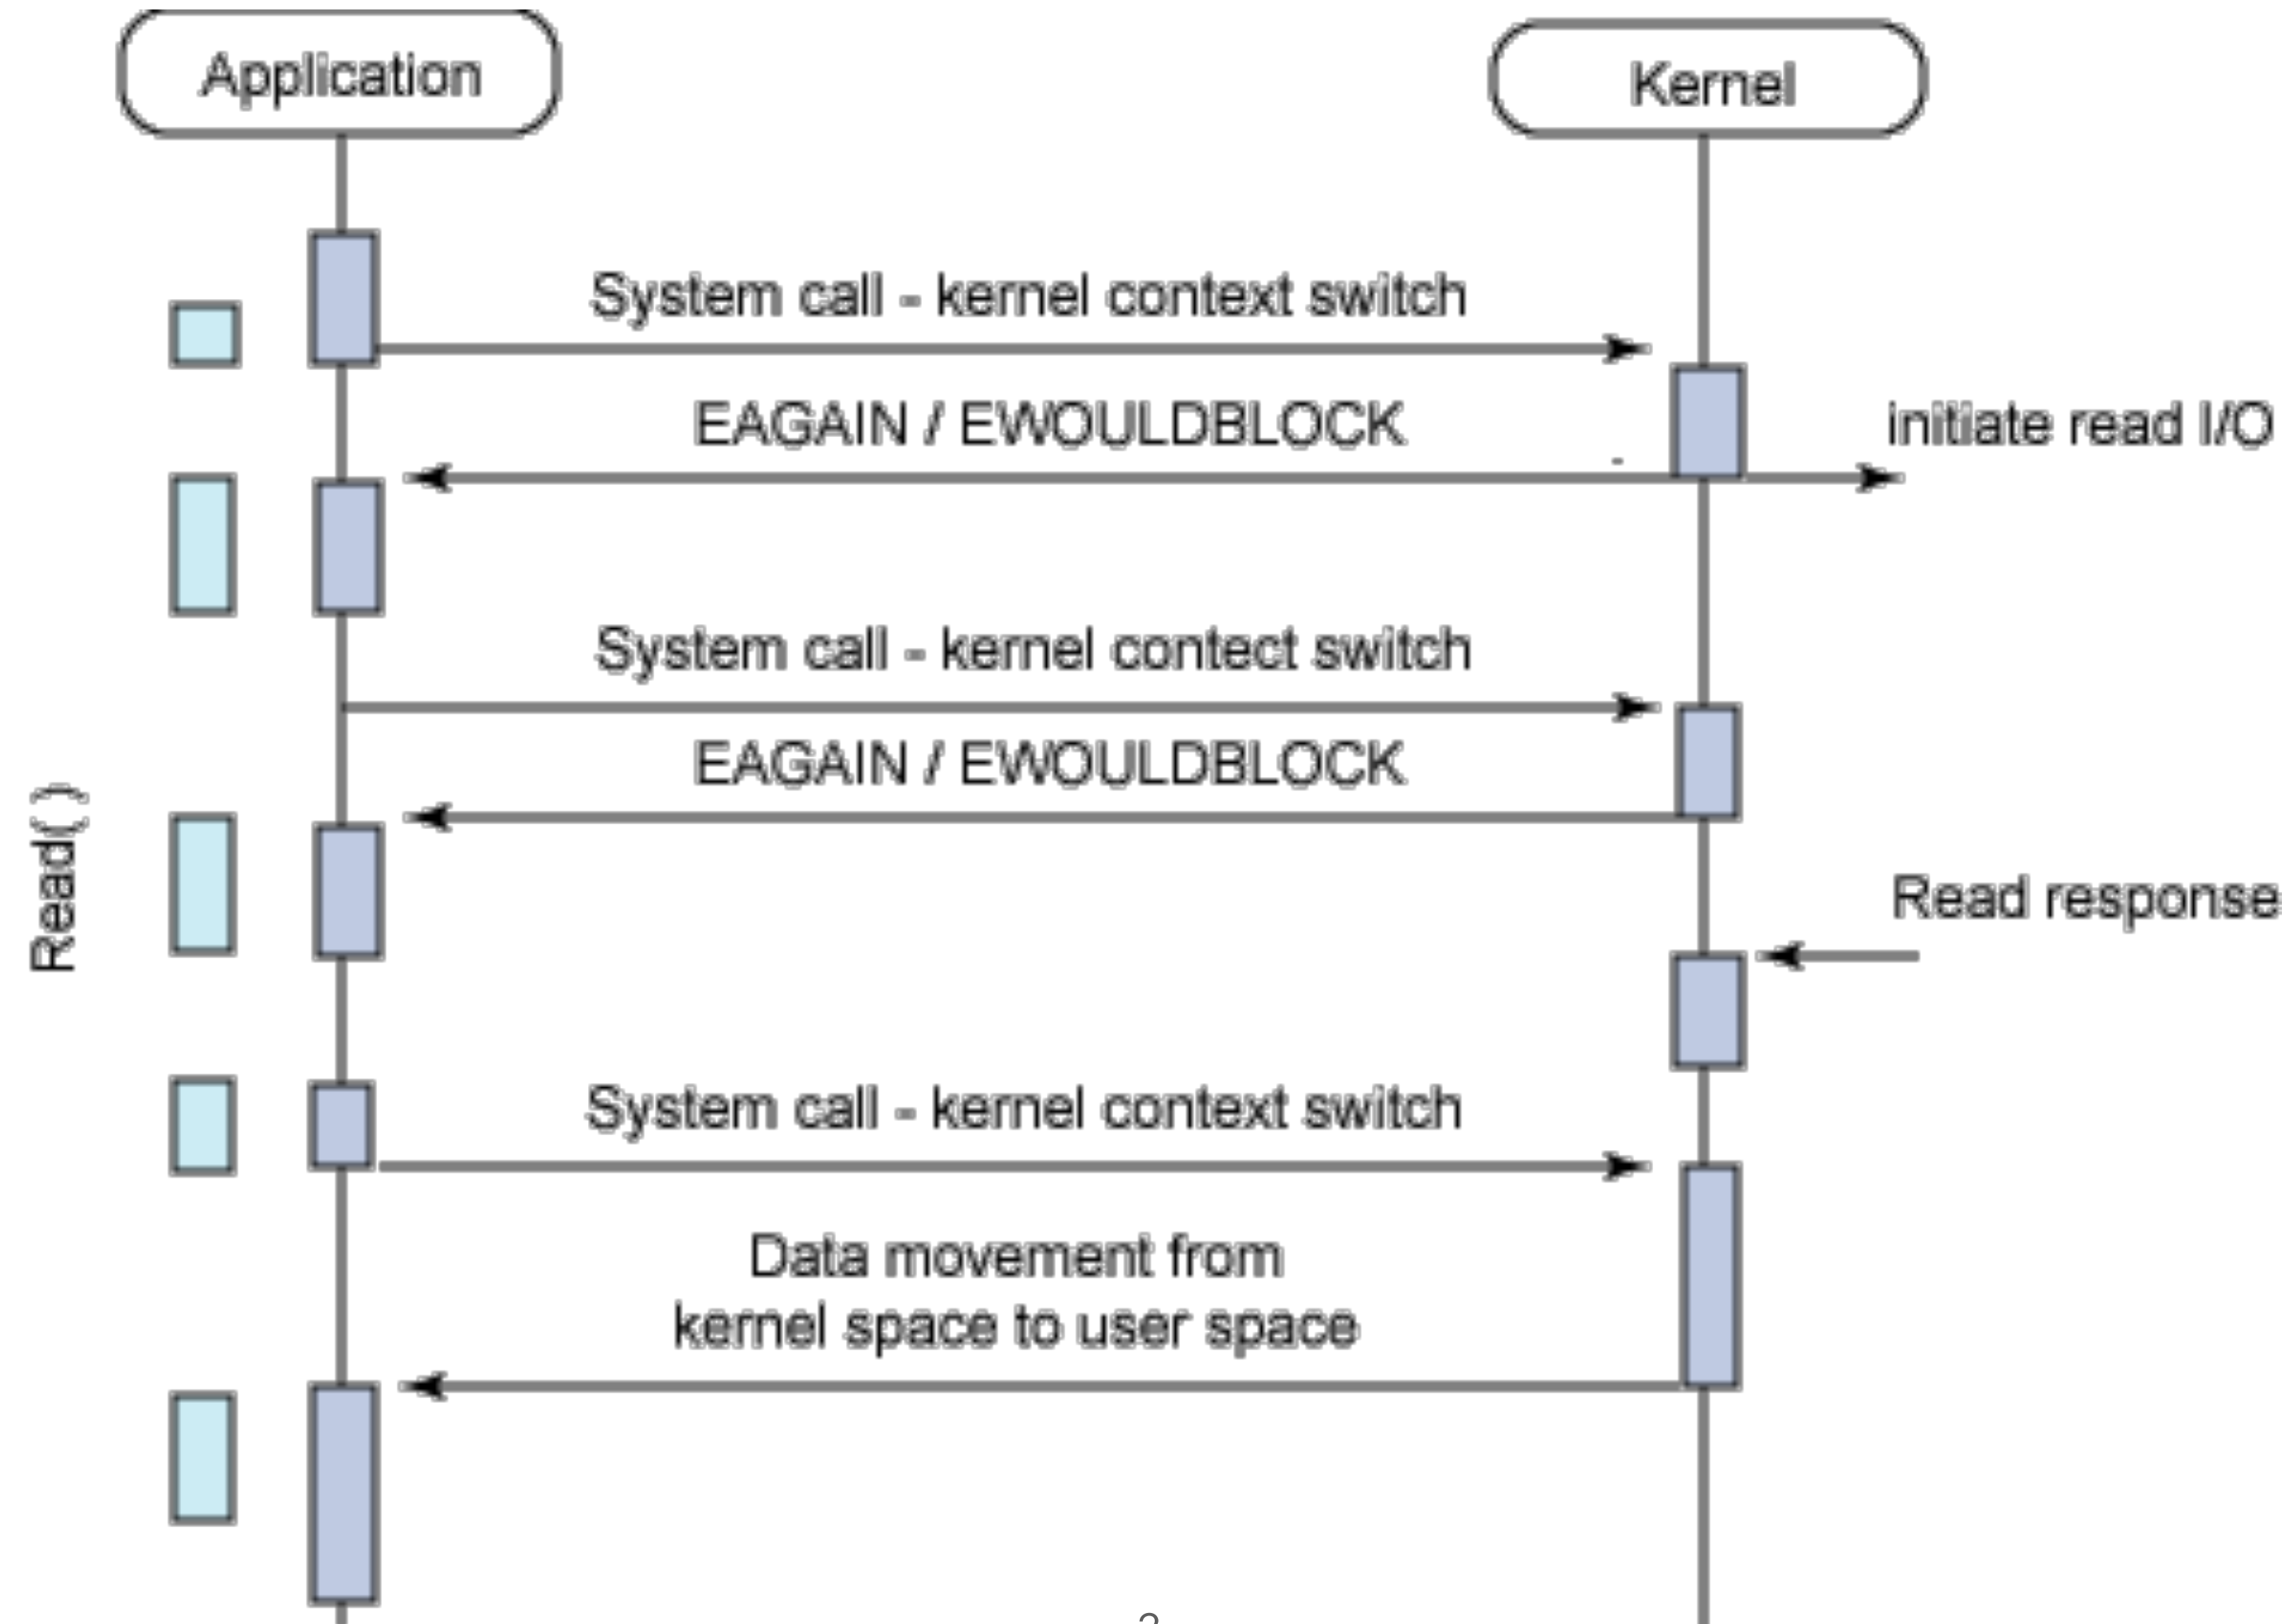 Application
Kernel
System call - kernel context switch
EAGAIN / EWOULDBLOCK
initiate read I/O
System call - kernel contect switch
EAGAIN / EWOULDBLOCK
Read( )
Read response
System call - kernel context switch
Data movement from
kernel space to user space